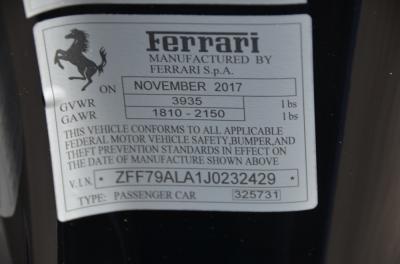 Ferrari
MANUFACTURED BY
FERRARI S.p.A.
ON NOVEMBER 2017
GVWR 3935 lbs
GAWR 1810 - 2150 lbs
THIS VEHICLE CONFORMS TO ALL APPLICABLE
FEDERAL MOTOR VEHICLE SAFETY, BUMPER, AND
THEFT PREVENTION STANDARDS IN EFFECT ON
THE DATE OF MANUFACTURE SHOWN ABOVE
V.I.N. * ZFF79ALA1J0232429 *
TYPE: PASSENGER CAR 325731